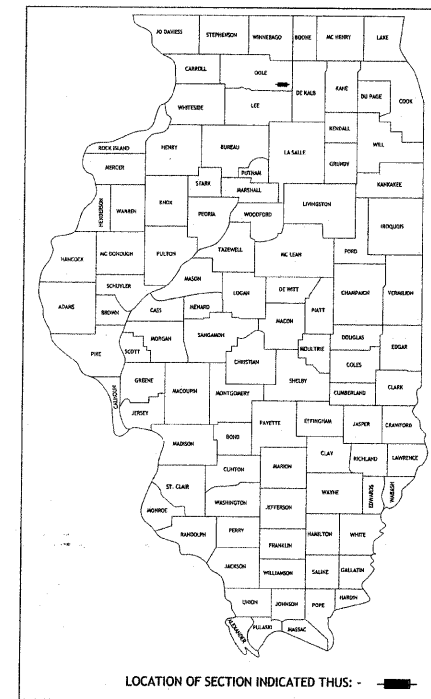 JO DAVIESS STEPHENSON WINNEBAGO BOONE MC HENRY LAKE
CARROLL OGLE
DE KALB KANE DU PAGE COOK
WHITESIDE LEE
KENDALL WILL
ROCK ISLAND HENRY BUREAU LA SALLE GRUNDY
MERCER PUTNAM
STARK MARSHALL KANKAKEE
HENDERSON WARREN KNOX PEORIA WOODFORD LIVINGSTON
IROQUOIS
TAZEWELL MC LEAN FORD
HANCOCK MC DONOUGH FULTON
MASON
SCHUYLER LOGAN DE WITT CHAMPAIGN VERMILION
ADAMS BROWN CASS MENARD PIATT
MACON
MORGAN SANGAMON DOUGLAS EDGAR
PIKE SCOTT CHRISTIAN MOULTRIE COLES
GREENE MACOUPIN SHELBY CLARK
CALHOUN MONTGOMERY CUMBERLAND
JERSEY FAYETTE EFFINGHAM JASPER CRAWFORD
MADISON BOND
CLAY RICHLAND LAWRENCE
CLINTON MARION
ST. CLAIR WAYNE EDWARDS WABASH
WASHINGTON JEFFERSON
MONROE
RANDOLPH PERRY HAMILTON WHITE
FRANKLIN
JACKSON WILLIAMSON SALINE GALLATIN
UNION JOHNSON POPE HARDIN
ALEXANDER PULASKI MASSAC
LOCATION OF SECTION INDICATED THUS: -